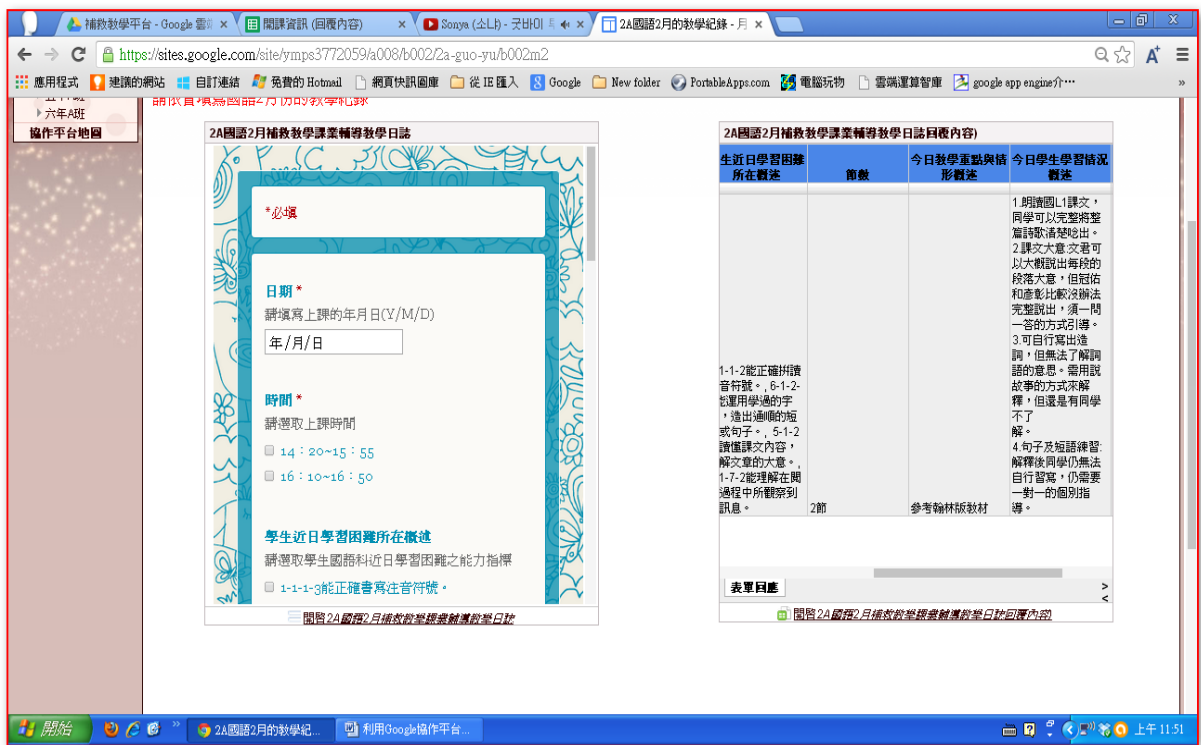 補救教學平台 - Google 雲
開課資訊 (回覆內容)
Sonya (소냐) - 굿바이
2A國語2月的教學紀錄 - 月
https://sites.google.com/site/ymps3772059/a008/b002/2a-guo-yu/b002m2
應用程式 建議的網站 自訂連結 免費的 Hotmail 網頁快訊圖庫 從 IE 匯入 Google New folder PortableApps.com 電腦玩物 雲端運算智庫 google app engine
六年A班
協作平台地圖
2A國語2月補救教學課業輔導教學日誌
*必填
日期 *
請填寫上課的年月日(Y/M/D)
年/月/日
時間 *
請選取上課時間
14：20~15：55
16：10~16：50
學生近日學習困難所在概述
請選取學生國語科近日學習困難之能力指標
1-1-1-3能正確書寫注音符號。
開啓2A國語2月補救教學課業輔導教學日誌
2A國語2月補救教學課業輔導教學日誌回覆內容)
生近日學習困難
所在概述
節數
今日教學重點與情
形概述
今日學生學習情況
概述
1-1-2能正確拼讀
音符號。, 6-1-2-
能運用學過的字
，造出通順的短
或句子。, 5-1-2
讀懂課文內容，
解文章的大意。,
1-7-2能理解在閱
過程中所觀察到
訊息。
2節
參考翰林版教材
1.朗讀國L1課文，
同學可以完整將整
篇詩歌清楚唸出。
2.課文大意:文君可
以大概說出每段的
段落大意，但冠佑
和彥彰比較沒辦法
完整說出，須一問
一答的方式引導。
3.可自行寫出造
詞，但無法了解詞
語的意思。需用說
故事的方式來解
釋，但還是有同學
不了
解。
4.句子及短語練習:
解釋後同學仍無法
自行習寫，仍需要
一對一的個別指
導。
表單回應
開啓2A國語2月補救教學課業輔導教學日誌回覆內容)
開始
2A國語2月的教學紀...
利用Google協作平台...
上午 11:51